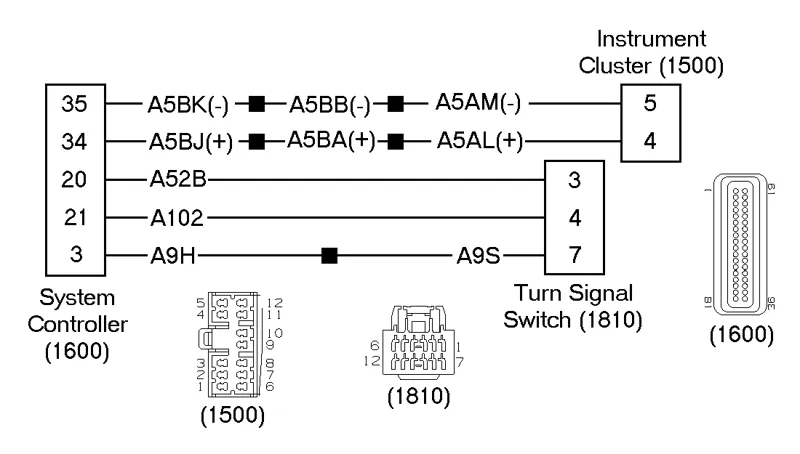 Instrument
Cluster (1500)
35 A5BK(-) A5BB(-) A5AM(-) 5
34 A5BJ(+) A5BA(+) A5AL(+) 4
20 A52B 3
21 A102 4
3 A9H A9S 7
System
Controller
(1600)
Turn Signal
Switch (1810)
5 12
4 11
10
9
3 8
2 7
1 6
(1500)
6 1
12 7
(1810)
1 19
18 36
(1600)